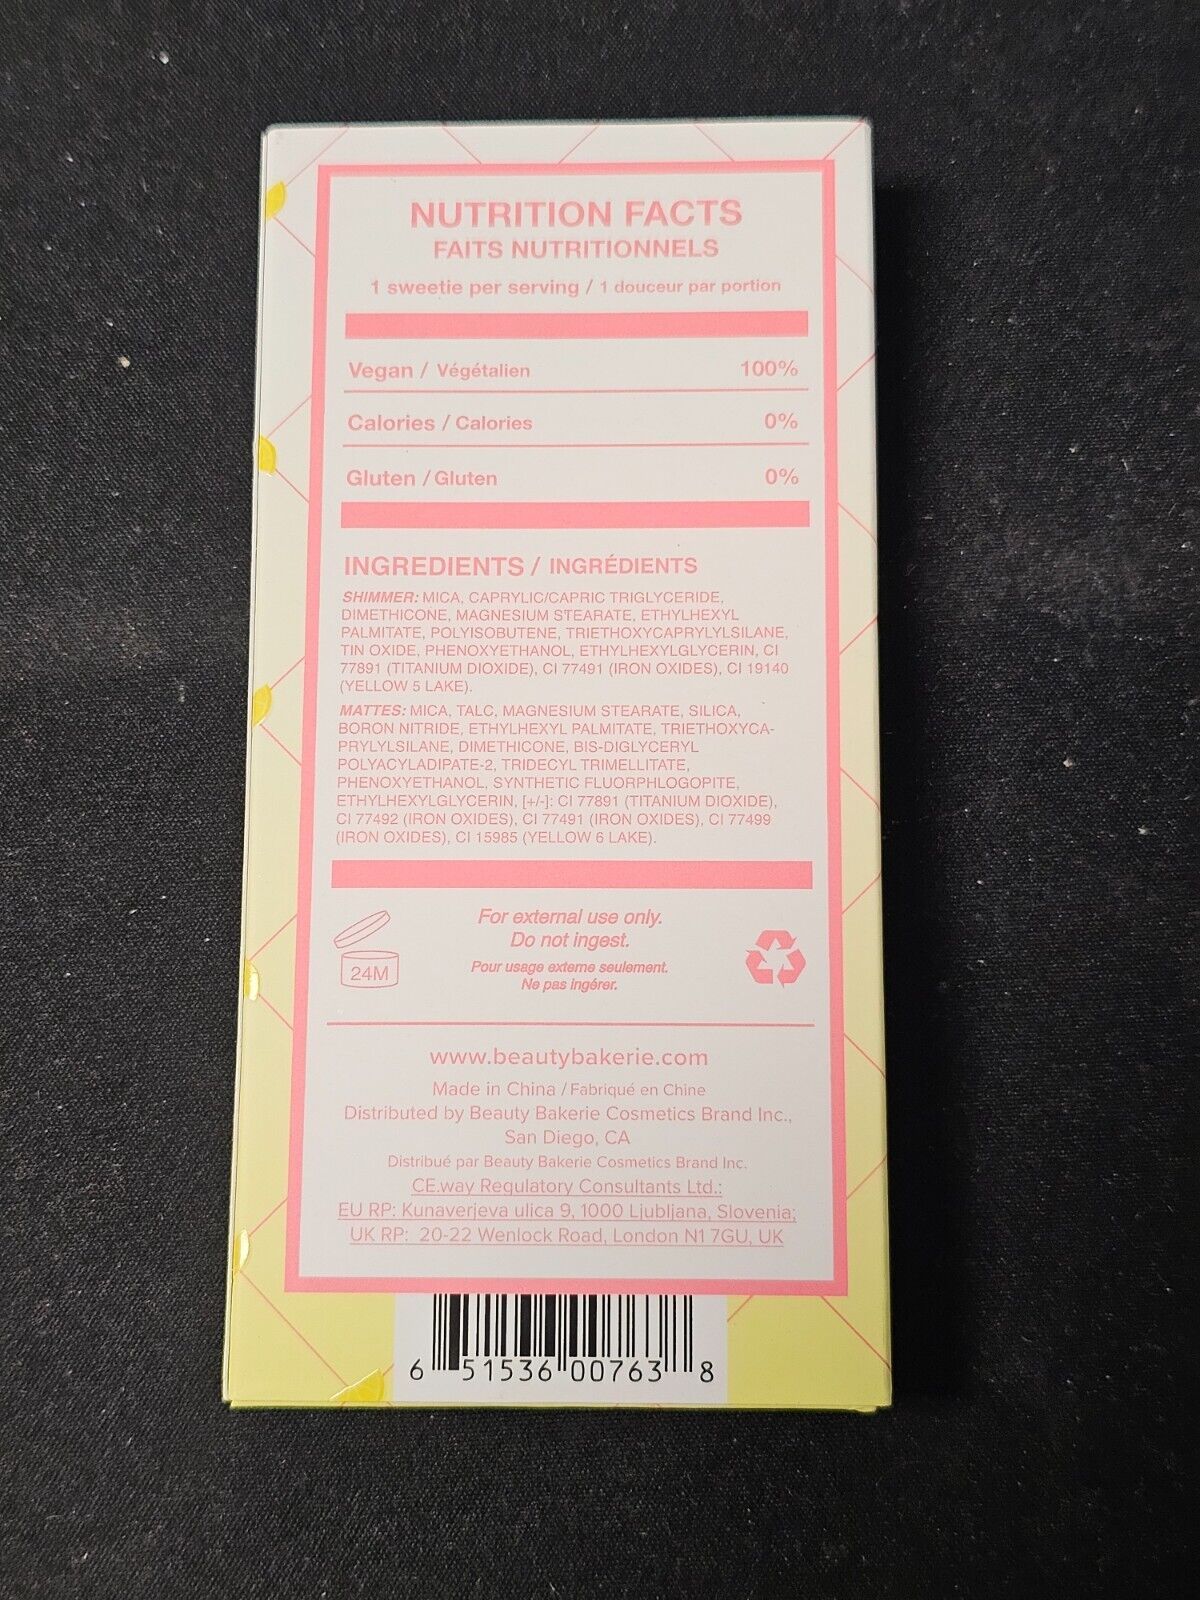 NUTRITION FACTS
FAITS NUTRITIONNELS
1 sweetie per serving / 1 douceur par portion
Vegan / Végétalien 100%
Calories / Calories 0%
Gluten / Gluten 0%
INGREDIENTS / INGRÉDIENTS
SHIMMER: MICA, CAPRYLIC/CAPRIC TRIGLYCERIDE,
DIMETHICONE, MAGNESIUM STEARATE, ETHYLHEXYL
PALMITATE, POLYISOBUTENE, TRIETHOXYCAPRYLYLSILANE,
TIN OXIDE, PHENOXYETHANOL, ETHYLHEXYLGLYCERIN, CI
77891 (TITANIUM DIOXIDE), CI 77491 (IRON OXIDES), CI 19140
(YELLOW 5 LAKE).
MATTES: MICA, TALC, MAGNESIUM STEARATE, SILICA,
BORON NITRIDE, ETHYLHEXYL PALMITATE, TRIETHOXYCA-
PRYLYLSILANE, DIMETHICONE, BIS-DIGLYCERYL
POLYACYLADIPATE-2, TRIDECYL TRIMELLITATE,
PHENOXYETHANOL, SYNTHETIC FLUORPHLOGOPITE,
ETHYLHEXYLGLYCERIN, [+/-]: CI 77891 (TITANIUM DIOXIDE),
CI 77492 (IRON OXIDES), CI 77491 (IRON OXIDES), CI 77499
(IRON OXIDES), CI 15985 (YELLOW 6 LAKE).
For external use only.
Do not ingest.
24M
Pour usage externe seulement.
Ne pas ingérer.
www.beautybakerie.com
Made in China / Fabriqué en Chine
Distributed by Beauty Bakerie Cosmetics Brand Inc.,
San Diego, CA
Distribué par Beauty Bakerie Cosmetics Brand Inc.
CE.way Regulatory Consultants Ltd.:
EU RP: Kunaverjeva ulica 9, 1000 Ljubljana, Slovenia;
UK RP: 20-22 Wenlock Road, London N1 7GU, UK
6 51536 00763 8